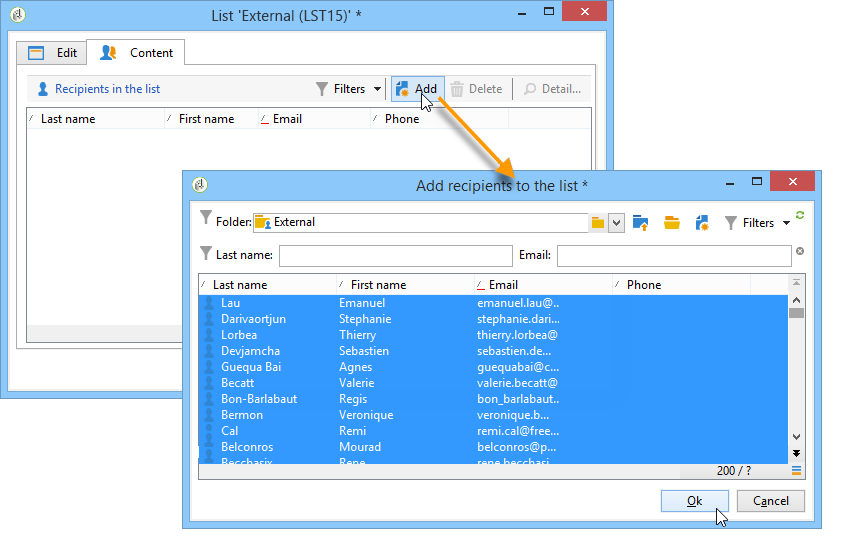 List 'External (LST15)' *
Edit Content
Recipients in the list Filters Add Delete Detail...
Last name First name Email Phone
Add recipients to the list *
Folder: External Filters
Last name: Email:
Last name First name Email Phone
Lau Emanuel emanuel.lau@..
Darivaortjun Stephanie stephanie.dari...
Lorbea Thierry thierry.lorbea@
Devjamcha Sebastien sebastien.de...
Guequa Bai Agnes guequabai@c...
Becatt Valerie valerie.becatt@
Bon-Barlabaut Regis bon_barlabaut..
Bermon Veronique veronique.b...
Cal Remi remi.cal@free...
Belconros Mourad belconros@p...
Becchasix Rene rene.becchasi
200 / ?
Ok Cancel